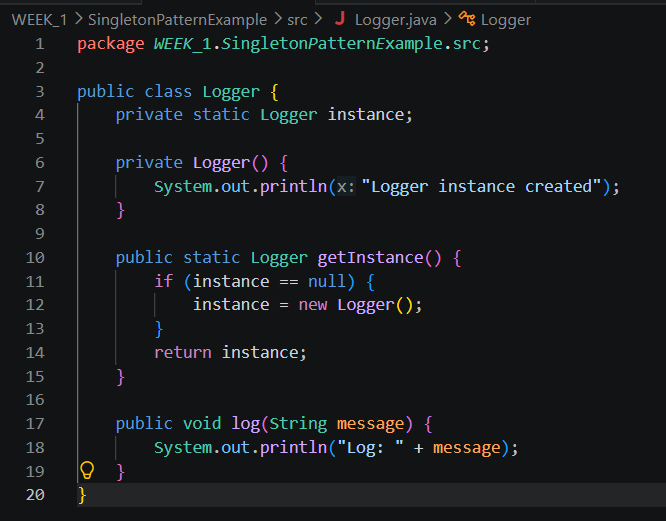 WEEK_1 > SingletonPatternExample > src > J Logger.java > Logger
1 package WEEK_1.SingletonPatternExample.src;
2
3 public class Logger {
4     private static Logger instance;
5
6     private Logger() {
7         System.out.println(x: "Logger instance created");
8     }
9
10     public static Logger getInstance() {
11         if (instance == null) {
12             instance = new Logger();
13         }
14         return instance;
15     }
16
17     public void log(String message) {
18         System.out.println("Log: " + message);
19     }
20 }